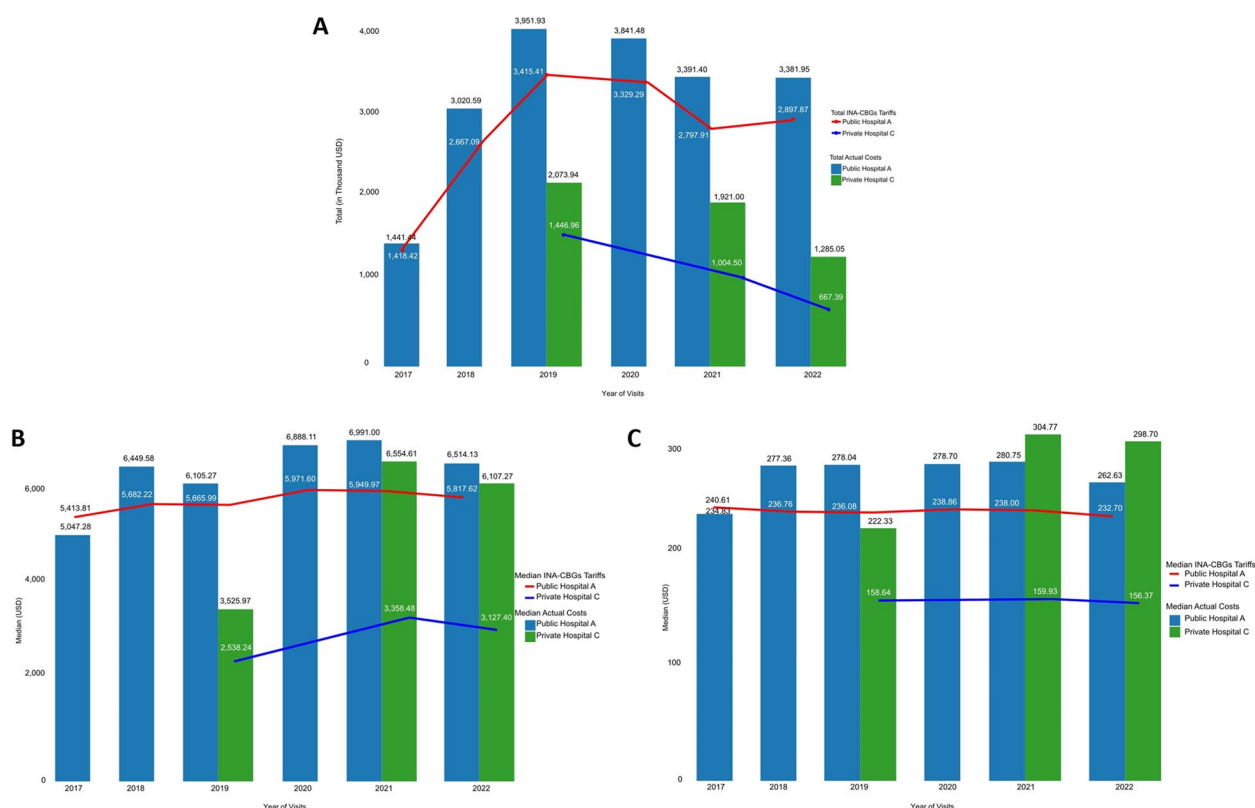 A
Total (in Thousand USD)
4,000
3,000
2,000
1,000
0
1,441.44
1,418.42
3,020.59
2,667.09
3,951.93
3,415.41
2,073.94
1,446.96
3,841.48
3,329.29
3,391.40
2,797.91
1,921.00
1,004.50
3,381.95
2,897.87
1,285.05
667.39
2017 2018 2019 2020 2021 2022
Year of Visits
Total INA-CBGs Tariffs
Public Hospital A
Private Hospital C
Total Actual Costs
Public Hospital A
Private Hospital C
B
Median (USD)
6,000
4,000
2,000
0
5,413.81
5,047.28
6,449.58
5,682.22
6,105.27
5,665.99
3,525.97
2,538.24
6,888.11
5,971.60
6,991.00
5,949.97
6,554.61
3,358.48
6,514.13
5,817.62
6,107.27
3,127.40
2017 2018 2019 2020 2021 2022
Year of Visits
Median INA-CBGs Tariffs
Public Hospital A
Private Hospital C
Median Actual Costs
Public Hospital A
Private Hospital C
C
Median (USD)
300
200
100
0
240.61
234.83
277.36
236.76
278.04
236.08
222.33
158.64
278.70
238.86
280.75
238.00
304.77
159.93
262.63
232.70
298.70
156.37
2017 2018 2019 2020 2021 2022
Year of Visits
Median INA-CBGs Tariffs
Public Hospital A
Private Hospital C
Median Actual Costs
Public Hospital A
Private Hospital C